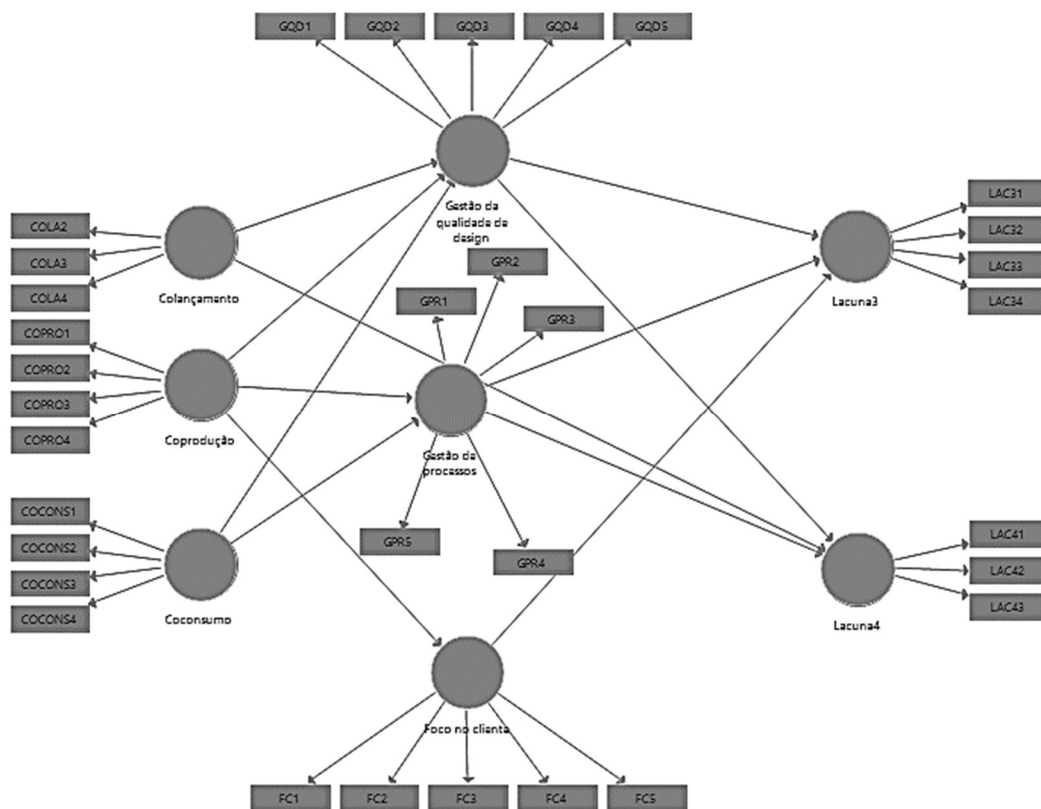 GQD1
GQD2
GQD3
GQD4
GQD5
Gestão da
qualidade de
design
COLA2
COLA3
COLA4
Colançamento
COPRO1
COPRO2
COPRO3
COPRO4
Coprodução
COCONS1
COCONS2
COCONS3
COCONS4
Coconsumo
GPR2
GPR1
GPR3
Gestão de
processos
GPR5
GPR4
Foco no cliente
FC1
FC2
FC3
FC4
FC5
LAC31
LAC32
LAC33
LAC34
Lacuna3
LAC41
LAC42
LAC43
Lacuna4